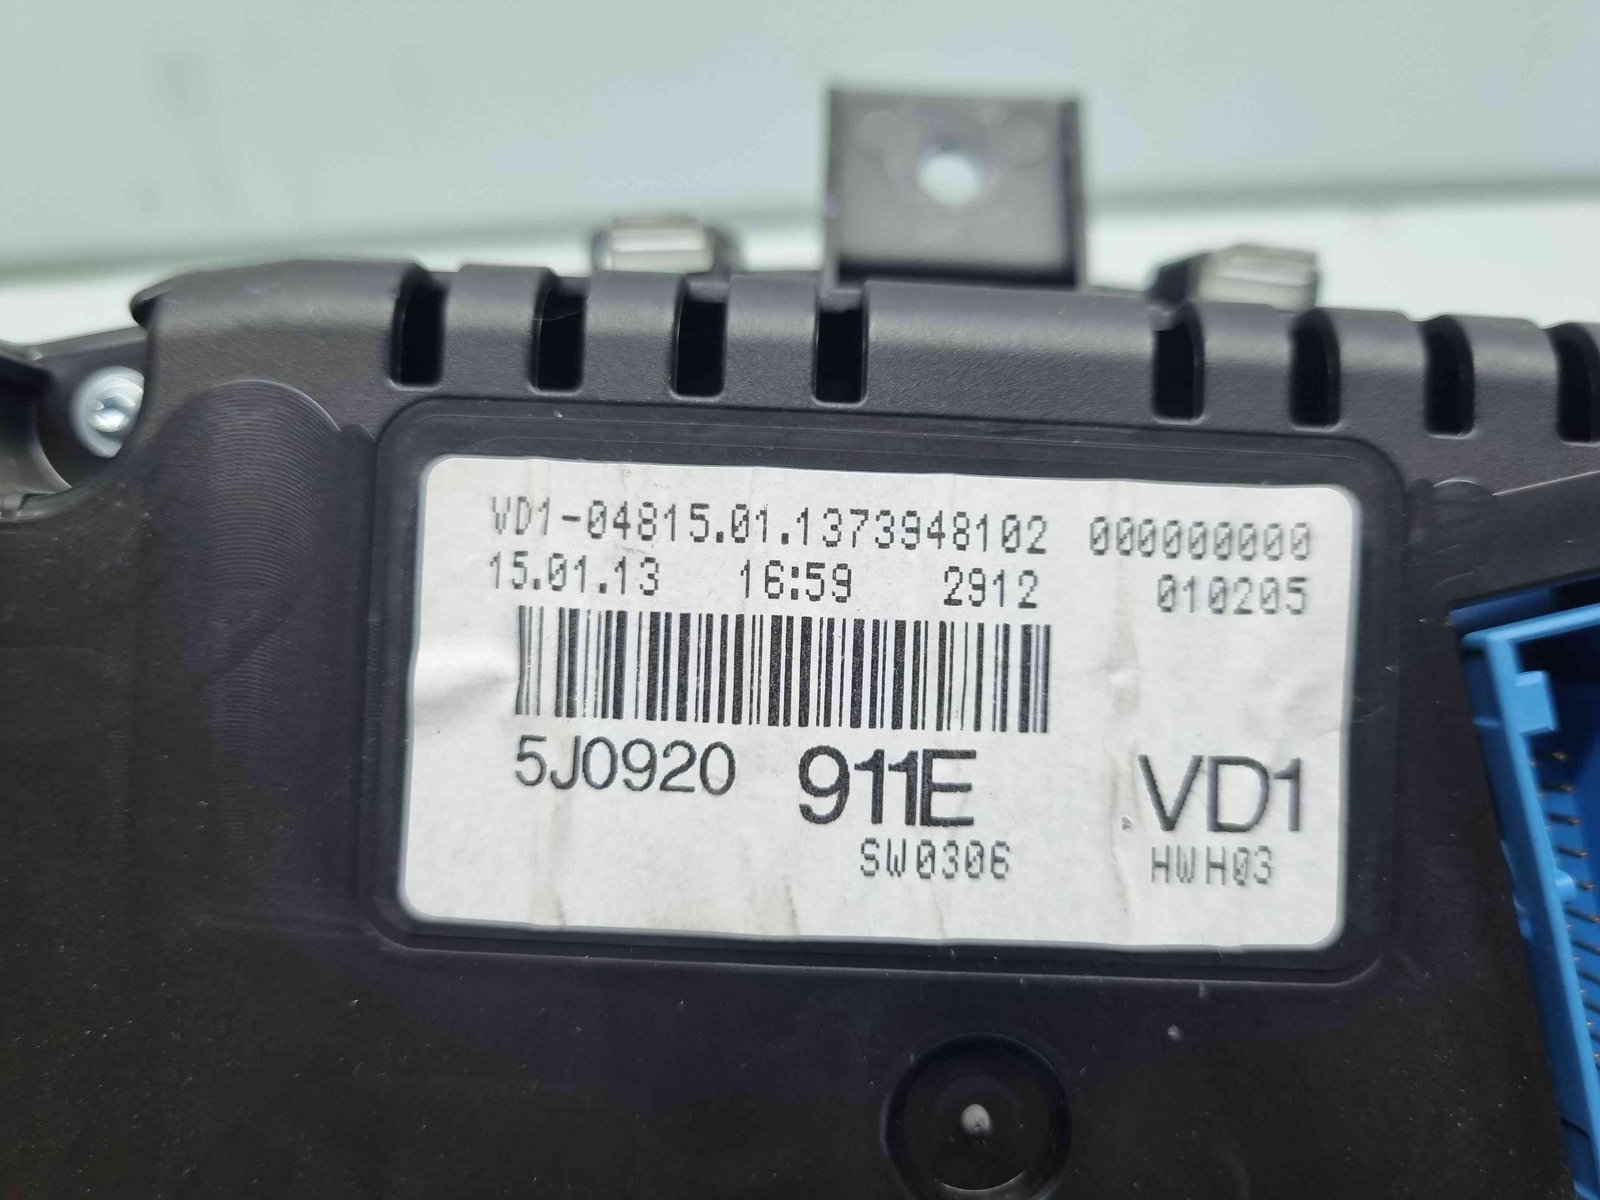 VD1-04815.01.1373948102 000000000
15.01.13 16:59 2912 010205
5J0920 911E VD1
SW0306 HWH03